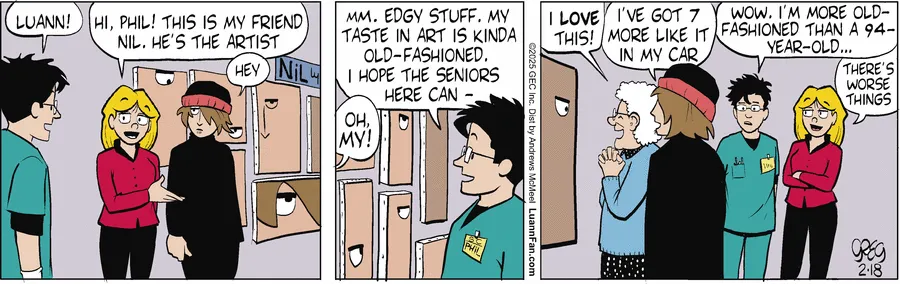 LUANN!
HI, PHIL! THIS IS MY FRIEND
NIL. HE'S THE ARTIST
HEY
NiL
MM. EDGY STUFF. MY
TASTE IN ART IS KINDA
OLD-FASHIONED.
I HOPE THE SENIORS
HERE CAN –
OH,
MY!
PHIL
©2025 GEC Inc. Dist by Andrews McMeel LuannFan.com
I LOVE
THIS!
I'VE GOT 7
MORE LIKE IT
IN MY CAR
WOW. I'M MORE OLD-
FASHIONED THAN A 94-
YEAR-OLD...
THERE'S
WORSE
THINGS
GREG
2•18